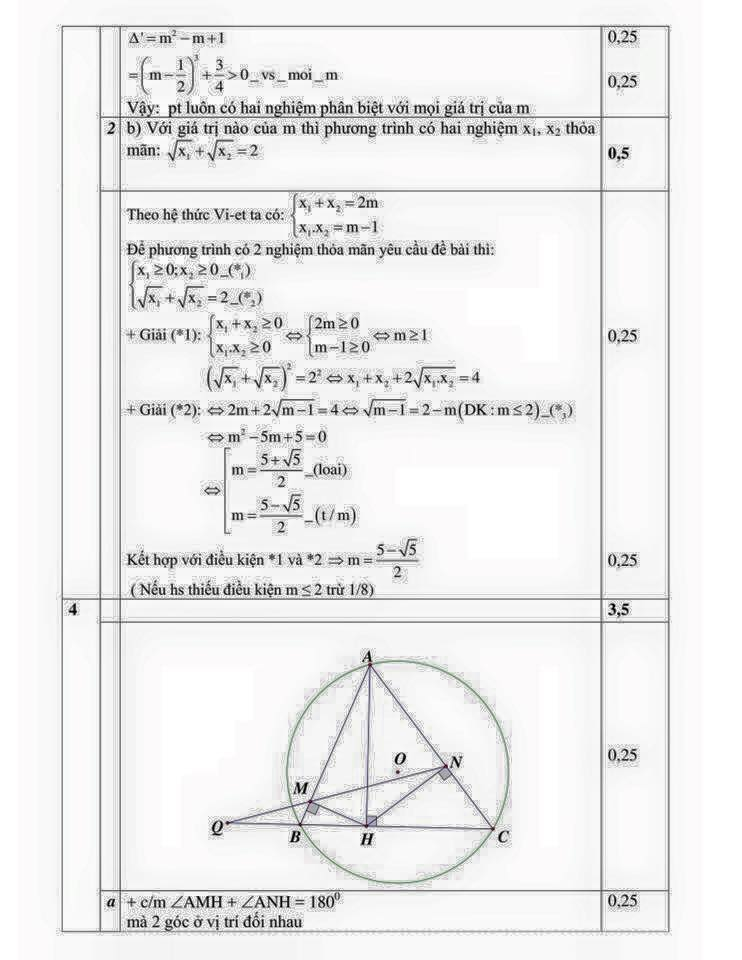 Δ'=m²−m+1 0,25
=(m−1/2)³+3/4>0_vs_moi_m 0,25
Vậy: pt luôn có hai nghiệm phân biệt với mọi giá trị của m
2 b) Với giá trị nào của m thì phương trình có hai nghiệm x₁, x₂ thỏa
mãn: √x₁+√x₂=2 0,5
Theo hệ thức Vi-et ta có: {x₁+x₂=2m
x₁.x₂=m−1
Để phương trình có 2 nghiệm thỏa mãn yêu cầu đề bài thì:
{x₁≥0;x₂≥0_(*₁)
√x₁+√x₂=2_(*₂)
+ Giải (*1): {x₁+x₂≥0 ⇔ {2m≥0 ⇔ m≥1 0,25
x₁.x₂≥0 m−1≥0
(√x₁+√x₂)²=2²⇔x₁+x₂+2√x₁.x₂=4
+ Giải (*2): ⇔2m+2√m−1=4⇔√m−1=2−m(DK:m≤2)_(*₃)
⇔m²−5m+5=0
⇔[m=(5+√5)/2_(loai)
m=(5−√5)/2_(t/m)
Kết hợp với điều kiện *1 và *2 ⇒m=(5−√5)/2 0,25
( Nếu hs thiếu điều kiện m ≤ 2 trừ 1/8)
4 3,5
A
0,25
O
N
M
Q
B
H
C
a + c/m ∠AMH + ∠ANH = 180⁰ 0,25
mà 2 góc ở vị trí đối nhau